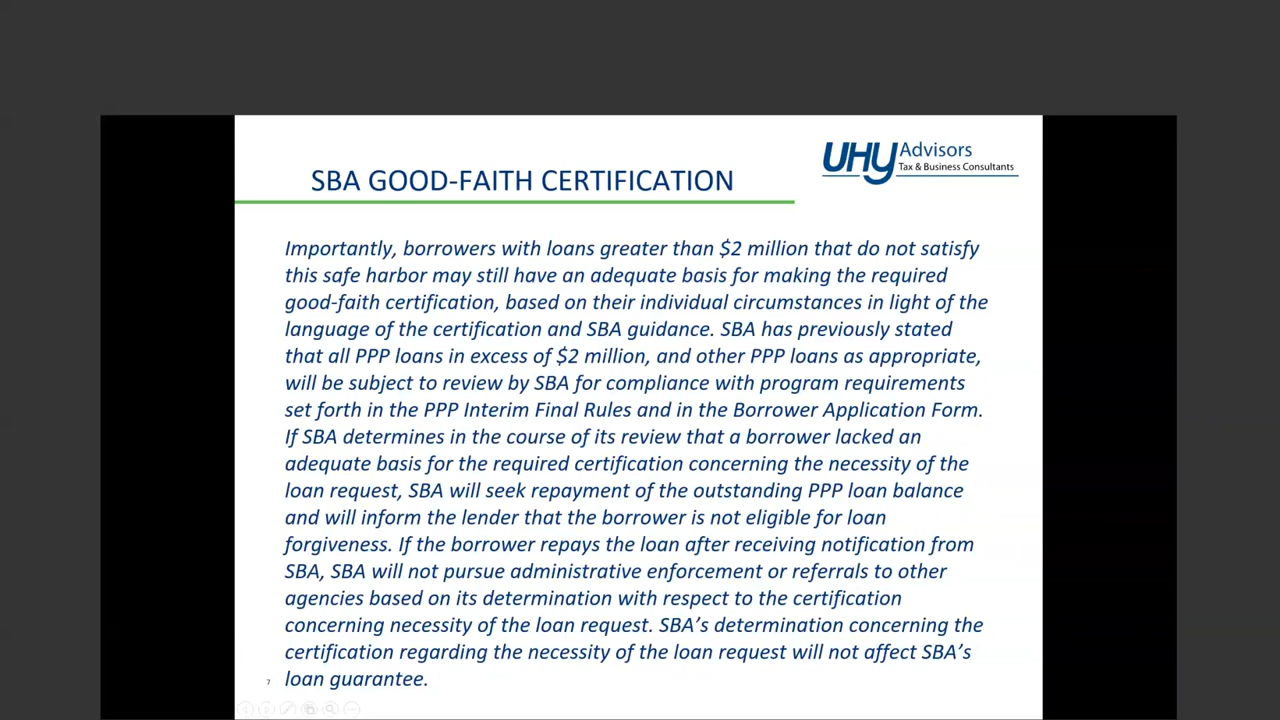 UHY Advisors
Tax & Business Consultants
SBA GOOD-FAITH CERTIFICATION
Importantly, borrowers with loans greater than $2 million that do not satisfy
this safe harbor may still have an adequate basis for making the required
good-faith certification, based on their individual circumstances in light of the
language of the certification and SBA guidance. SBA has previously stated
that all PPP loans in excess of $2 million, and other PPP loans as appropriate,
will be subject to review by SBA for compliance with program requirements
set forth in the PPP Interim Final Rules and in the Borrower Application Form.
If SBA determines in the course of its review that a borrower lacked an
adequate basis for the required certification concerning the necessity of the
loan request, SBA will seek repayment of the outstanding PPP loan balance
and will inform the lender that the borrower is not eligible for loan
forgiveness. If the borrower repays the loan after receiving notification from
SBA, SBA will not pursue administrative enforcement or referrals to other
agencies based on its determination with respect to the certification
concerning necessity of the loan request. SBA’s determination concerning the
certification regarding the necessity of the loan request will not affect SBA’s
loan guarantee.
7